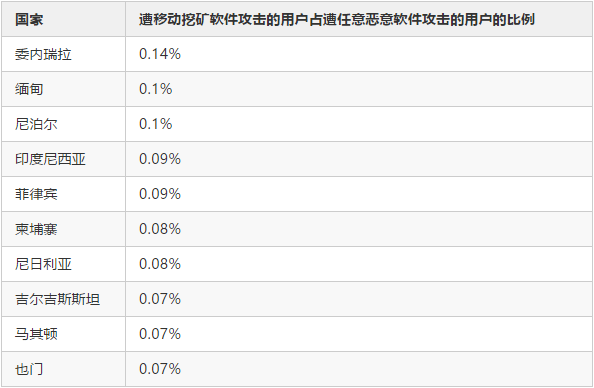 国家 遭移动挖矿软件攻击的用户占遭任意恶意软件攻击的用户的比例
委内瑞拉 0.14%
缅甸 0.1%
尼泊尔 0.1%
印度尼西亚 0.09%
菲律宾 0.09%
柬埔寨 0.08%
尼日利亚 0.08%
吉尔吉斯斯坦 0.07%
马其顿 0.07%
也门 0.07%